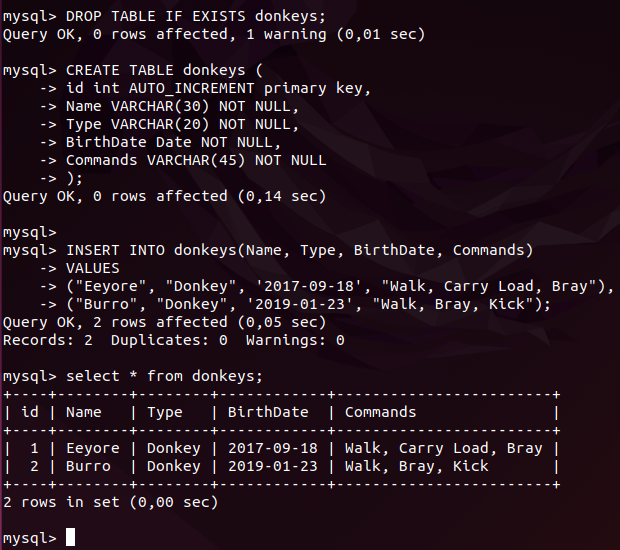 mysql> DROP TABLE IF EXISTS donkeys;
Query OK, 0 rows affected, 1 warning (0,01 sec)
mysql> CREATE TABLE donkeys (
    -> id int AUTO_INCREMENT primary key,
    -> Name VARCHAR(30) NOT NULL,
    -> Type VARCHAR(20) NOT NULL,
    -> BirthDate Date NOT NULL,
    -> Commands VARCHAR(45) NOT NULL
    -> );
Query OK, 0 rows affected (0,14 sec)
mysql>
mysql> INSERT INTO donkeys(Name, Type, BirthDate, Commands)
    -> VALUES
    -> ("Eeyore", "Donkey", '2017-09-18', "Walk, Carry Load, Bray"),
    -> ("Burro", "Donkey", '2019-01-23', "Walk, Bray, Kick");
Query OK, 2 rows affected (0,05 sec)
Records: 2  Duplicates: 0  Warnings: 0
mysql> select * from donkeys;
+----+--------+--------+------------+------------------------+
| id | Name   | Type   | BirthDate  | Commands               |
+----+--------+--------+------------+------------------------+
|  1 | Eeyore | Donkey | 2017-09-18 | Walk, Carry Load, Bray |
|  2 | Burro  | Donkey | 2019-01-23 | Walk, Bray, Kick       |
+----+--------+--------+------------+------------------------+
2 rows in set (0,00 sec)
mysql>